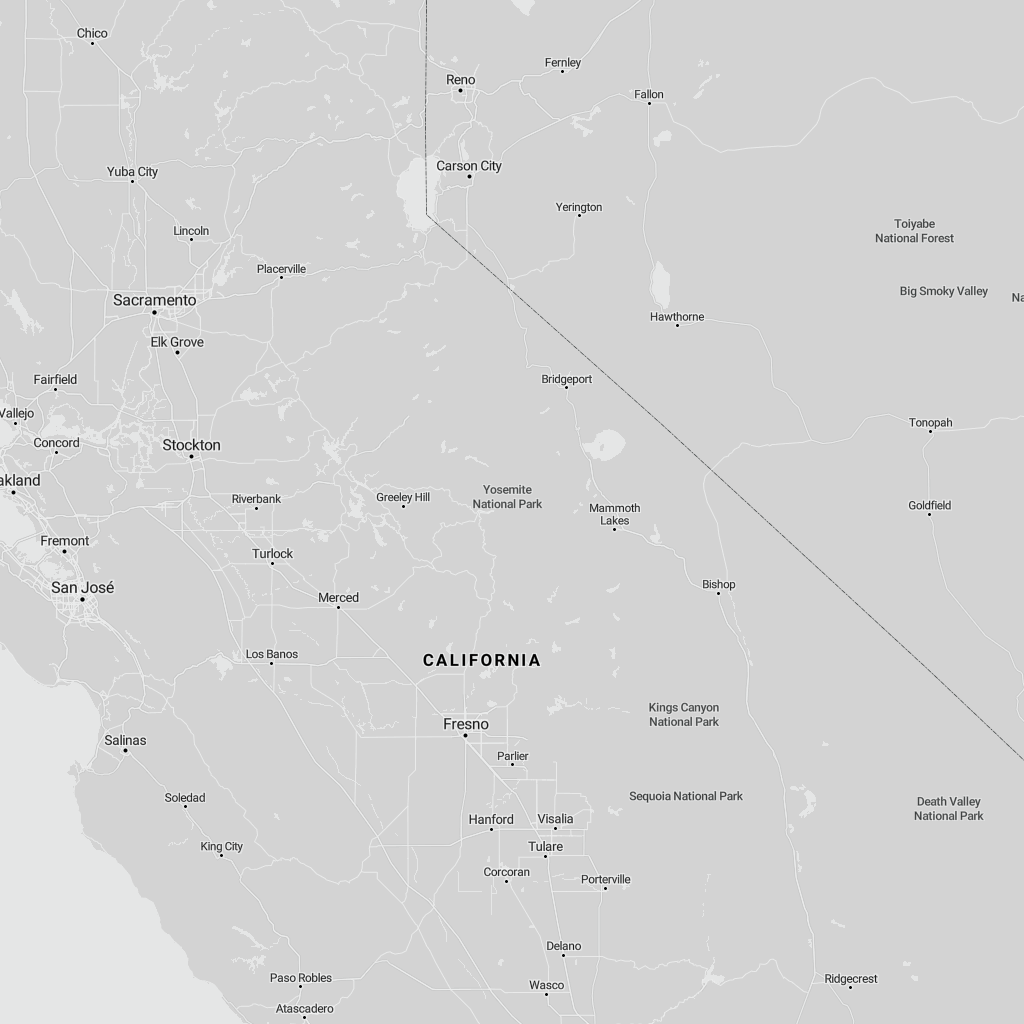 Chico
Fernley
Reno
Fallon
Carson City
Yuba City
Yerington
Lincoln
Toiyabe
National Forest
Placerville
Big Smoky Valley
Na
Sacramento
Hawthorne
Elk Grove
Fairfield
Bridgeport
Vallejo
Tonopah
Concord
Stockton
akland
Riverbank
Greeley Hill
Yosemite
National Park
Goldfield
Mammoth
Lakes
Fremont
Turlock
San José
Bishop
Merced
Los Banos
CALIFORNIA
Kings Canyon
National Park
Fresno
Salinas
Parlier
Soledad
Sequoia National Park
Death Valley
National Park
Hanford
Visalia
King City
Tulare
Corcoran
Porterville
Delano
Paso Robles
Wasco
Ridgecrest
Atascadero